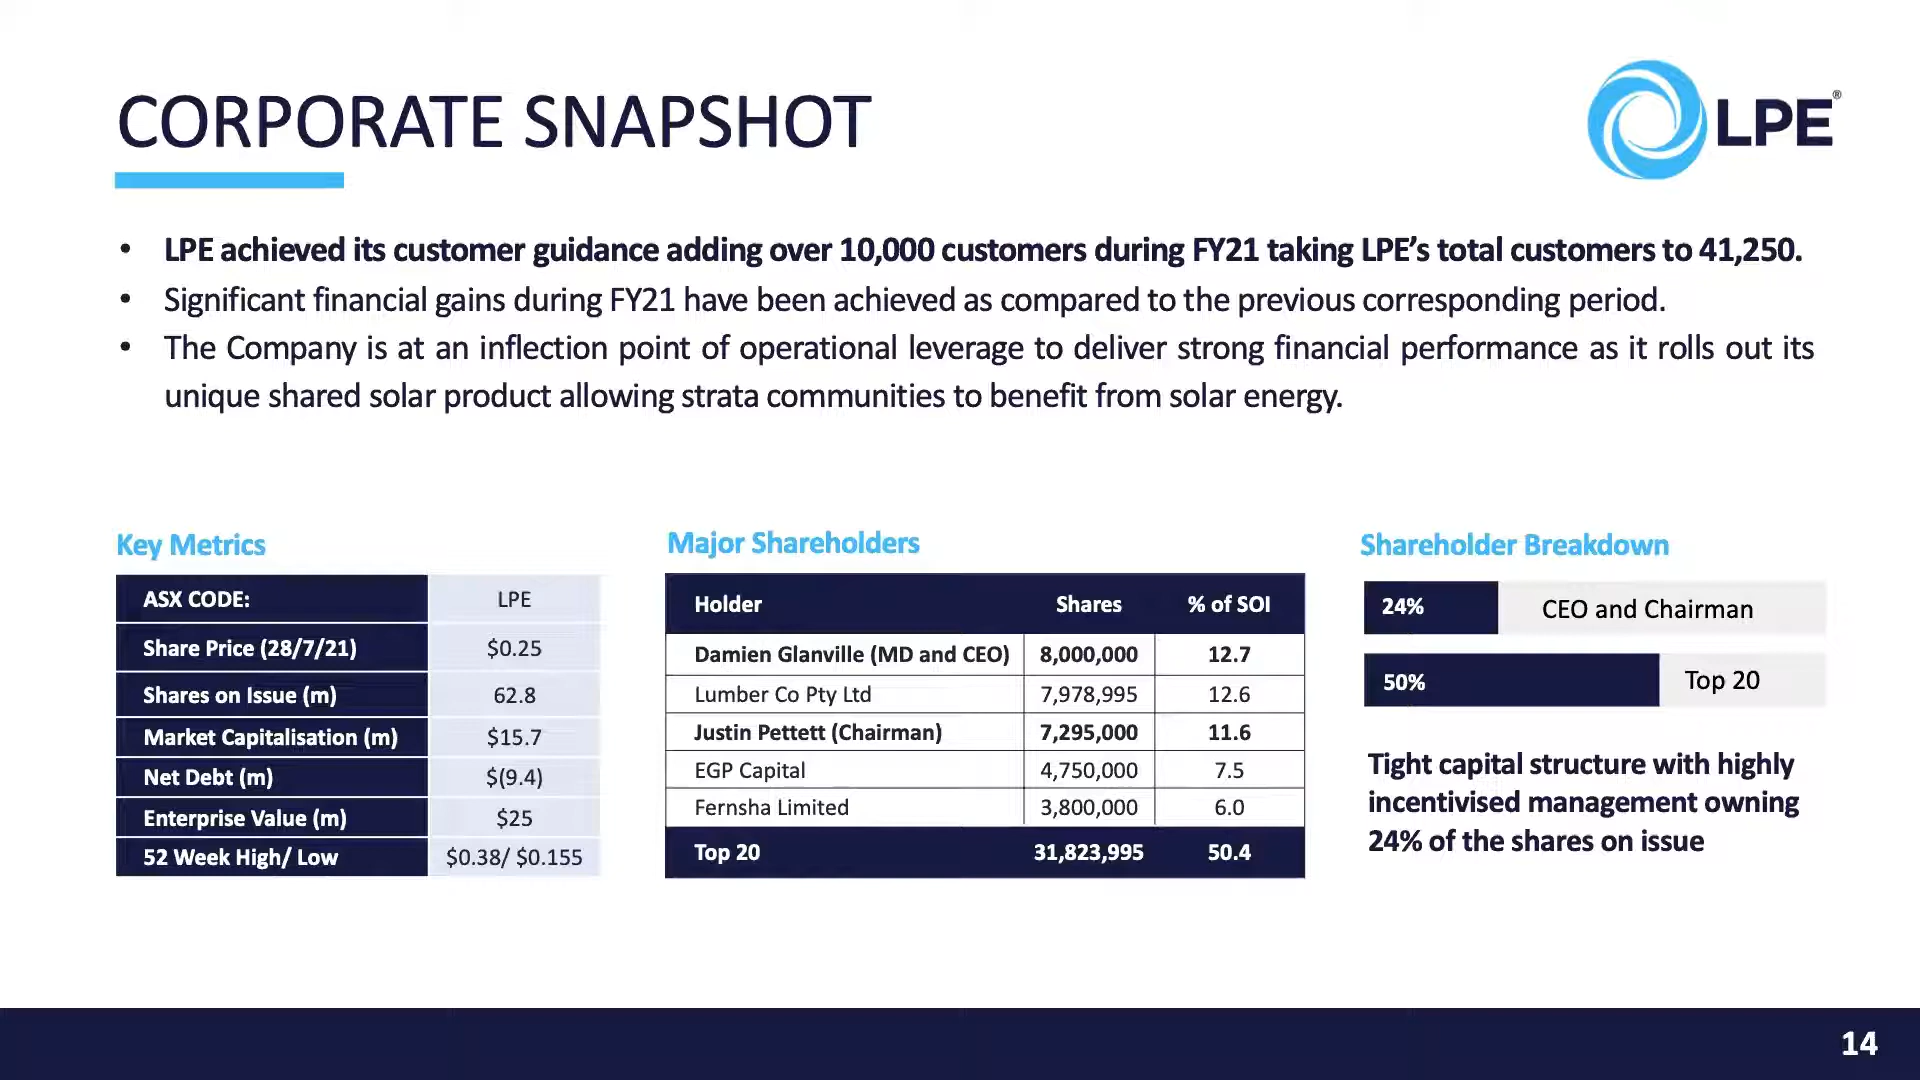 CORPORATE SNAPSHOT
LPE®
• LPE achieved its customer guidance adding over 10,000 customers during FY21 taking LPE’s total customers to 41,250.
• Significant financial gains during FY21 have been achieved as compared to the previous corresponding period.
• The Company is at an inflection point of operational leverage to deliver strong financial performance as it rolls out its
unique shared solar product allowing strata communities to benefit from solar energy.
Key Metrics
ASX CODE: LPE
Share Price (28/7/21) $0.25
Shares on Issue (m) 62.8
Market Capitalisation (m) $15.7
Net Debt (m) $(9.4)
Enterprise Value (m) $25
52 Week High/ Low $0.38/ $0.155
Major Shareholders
Holder Shares % of SOI
Damien Glanville (MD and CEO) 8,000,000 12.7
Lumber Co Pty Ltd 7,978,995 12.6
Justin Pettett (Chairman) 7,295,000 11.6
EGP Capital 4,750,000 7.5
Fernsha Limited 3,800,000 6.0
Top 20 31,823,995 50.4
Shareholder Breakdown
24% CEO and Chairman
50% Top 20
Tight capital structure with highly
incentivised management owning
24% of the shares on issue
14